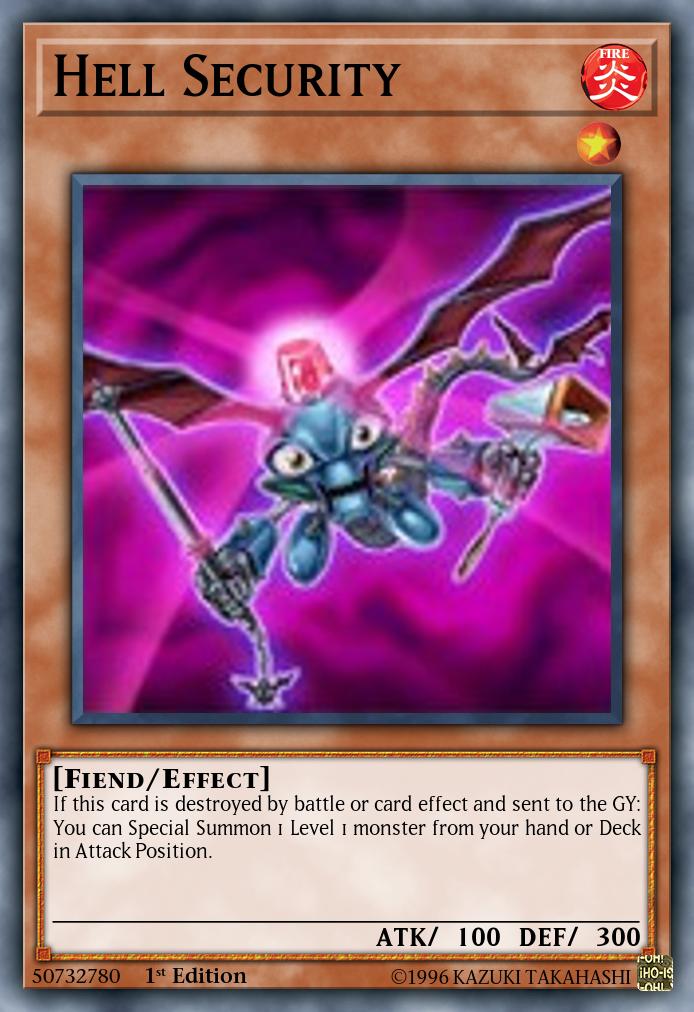 Hell Security
FIRE
炎
[Fiend/Effect]
If this card is destroyed by battle or card effect and sent to the GY:
You can Special Summon 1 Level 1 monster from your hand or Deck
in Attack Position.
ATK/ 100 DEF/ 300
50732780 1st Edition ©1996 KAZUKI TAKAHASHI